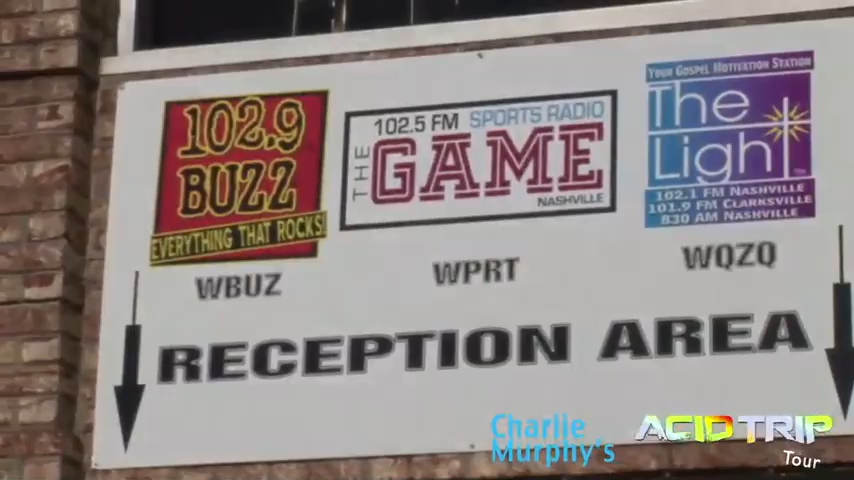 102.9
BUZZ
EVERYTHING THAT ROCKS!
WBUZ
102.5 FM SPORTS RADIO
THE
GAME
NASHVILLE
WPRT
YOUR GOSPEL MOTIVATION STATION
The
Light
TM
102.1 FM NASHVILLE
101.9 FM CLARKSVILLE
830 AM NASHVILLE
WQZQ
RECEPTION AREA
Charlie
Murphy's
ACID TRIP
Tour